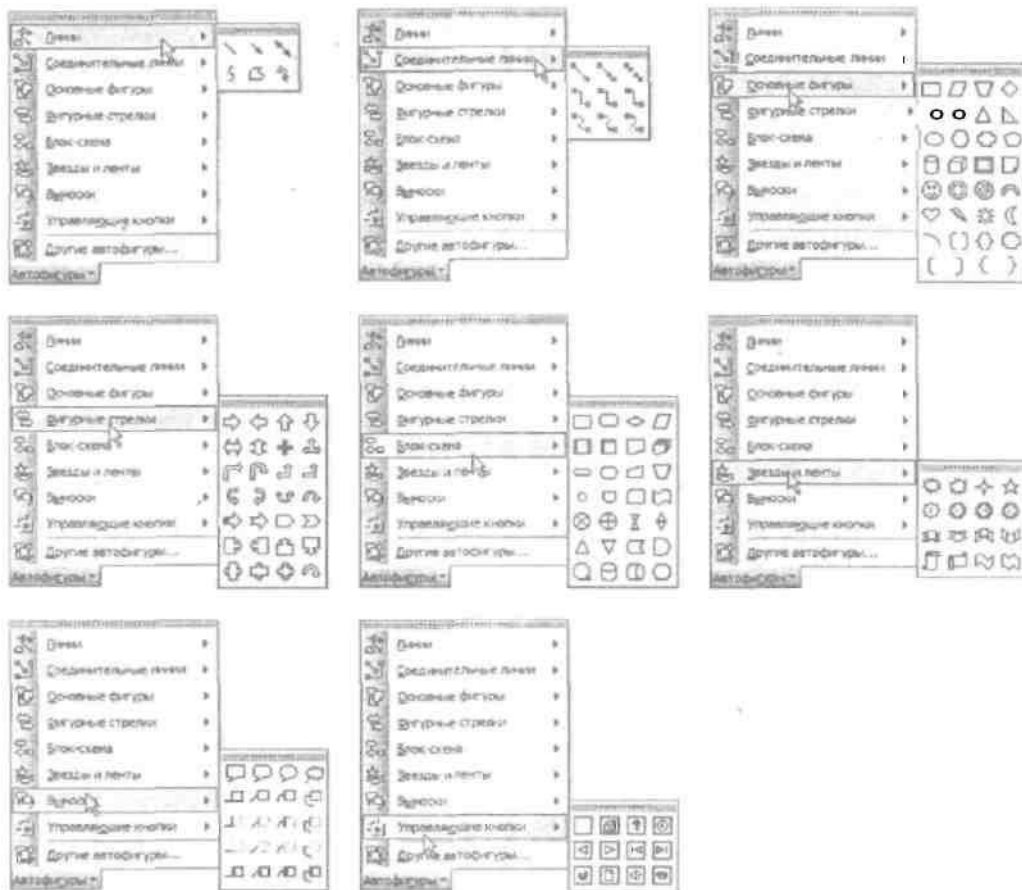 Линии
Соединительные линии
Основные фигуры
Фигурные стрелки
Блок-схема
Звезды и ленты
Выноски
Управляющие кнопки
Другие автофигуры...
Автофигуры
Линии
Соединительные линии
Основные фигуры
Фигурные стрелки
Блок-схема
Звезды и ленты
Выноски
Управляющие кнопки
Другие автофигуры...
Автофигуры
Линии
Соединительные линии
Основные фигуры
Фигурные стрелки
Блок-схема
Звезды и ленты
Выноски
Управляющие кнопки
Другие автофигуры...
Автофигуры
Линии
Соединительные линии
Основные фигуры
Фигурные стрелки
Блок-схема
Звезды и ленты
Выноски
Управляющие кнопки
Другие автофигуры...
Автофигуры
Линии
Соединительные линии
Основные фигуры
Фигурные стрелки
Блок-схема
Звезды и ленты
Выноски
Управляющие кнопки
Другие автофигуры...
Автофигуры
Линии
Соединительные линии
Основные фигуры
Фигурные стрелки
Блок-схема
Звезды и ленты
Выноски
Управляющие кнопки
Другие автофигуры...
Автофигуры
Линии
Соединительные линии
Основные фигуры
Фигурные стрелки
Блок-схема
Звезды и ленты
Выноски
Управляющие кнопки
Другие автофигуры...
Автофигуры
Линии
Соединительные линии
Основные фигуры
Фигурные стрелки
Блок-схема
Звезды и ленты
Выноски
Управляющие кнопки
Другие автофигуры...
Автофигуры